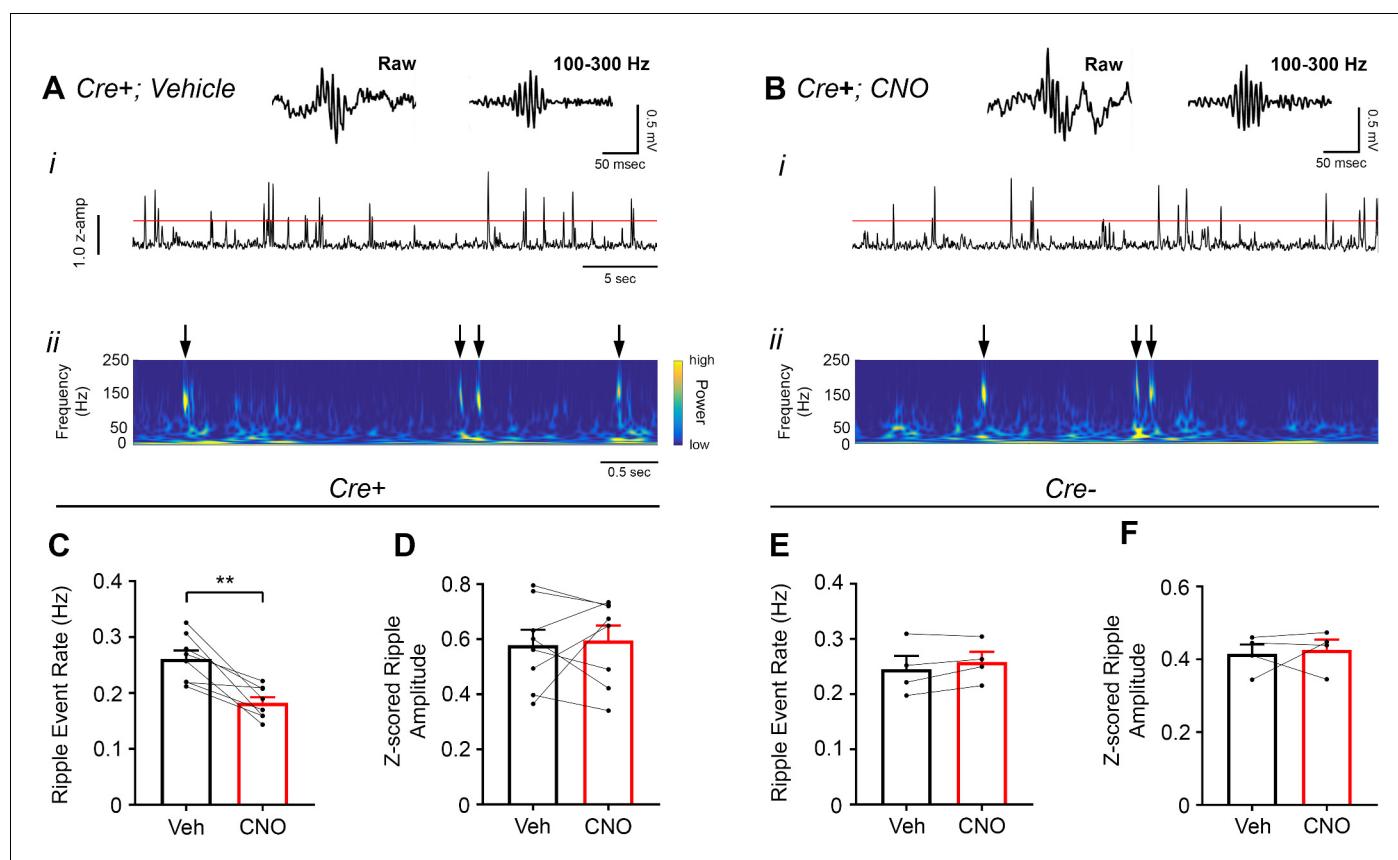 A Cre+; Vehicle
Raw
100-300 Hz
0.5 mV
50 msec
i
1.0 z-amp
5 sec
ii
Frequency
(Hz)
250
150
50
0
high
Power
low
0.5 sec
B Cre+; CNO
Raw
100-300 Hz
0.5 mV
50 msec
i
ii
Frequency
(Hz)
250
150
50
0
Cre+
Cre-
C
Ripple Event Rate (Hz)
0.4
0.3
0.2
0.1
0
**
Veh CNO
D
Z-scored Ripple
Amplitude
0.8
0.6
0.4
0.2
0
Veh CNO
E
Ripple Event Rate (Hz)
0.4
0.3
0.2
0.1
0
Veh CNO
F
Z-scored Ripple
Amplitude
0.6
0.4
0.2
0
Veh CNO